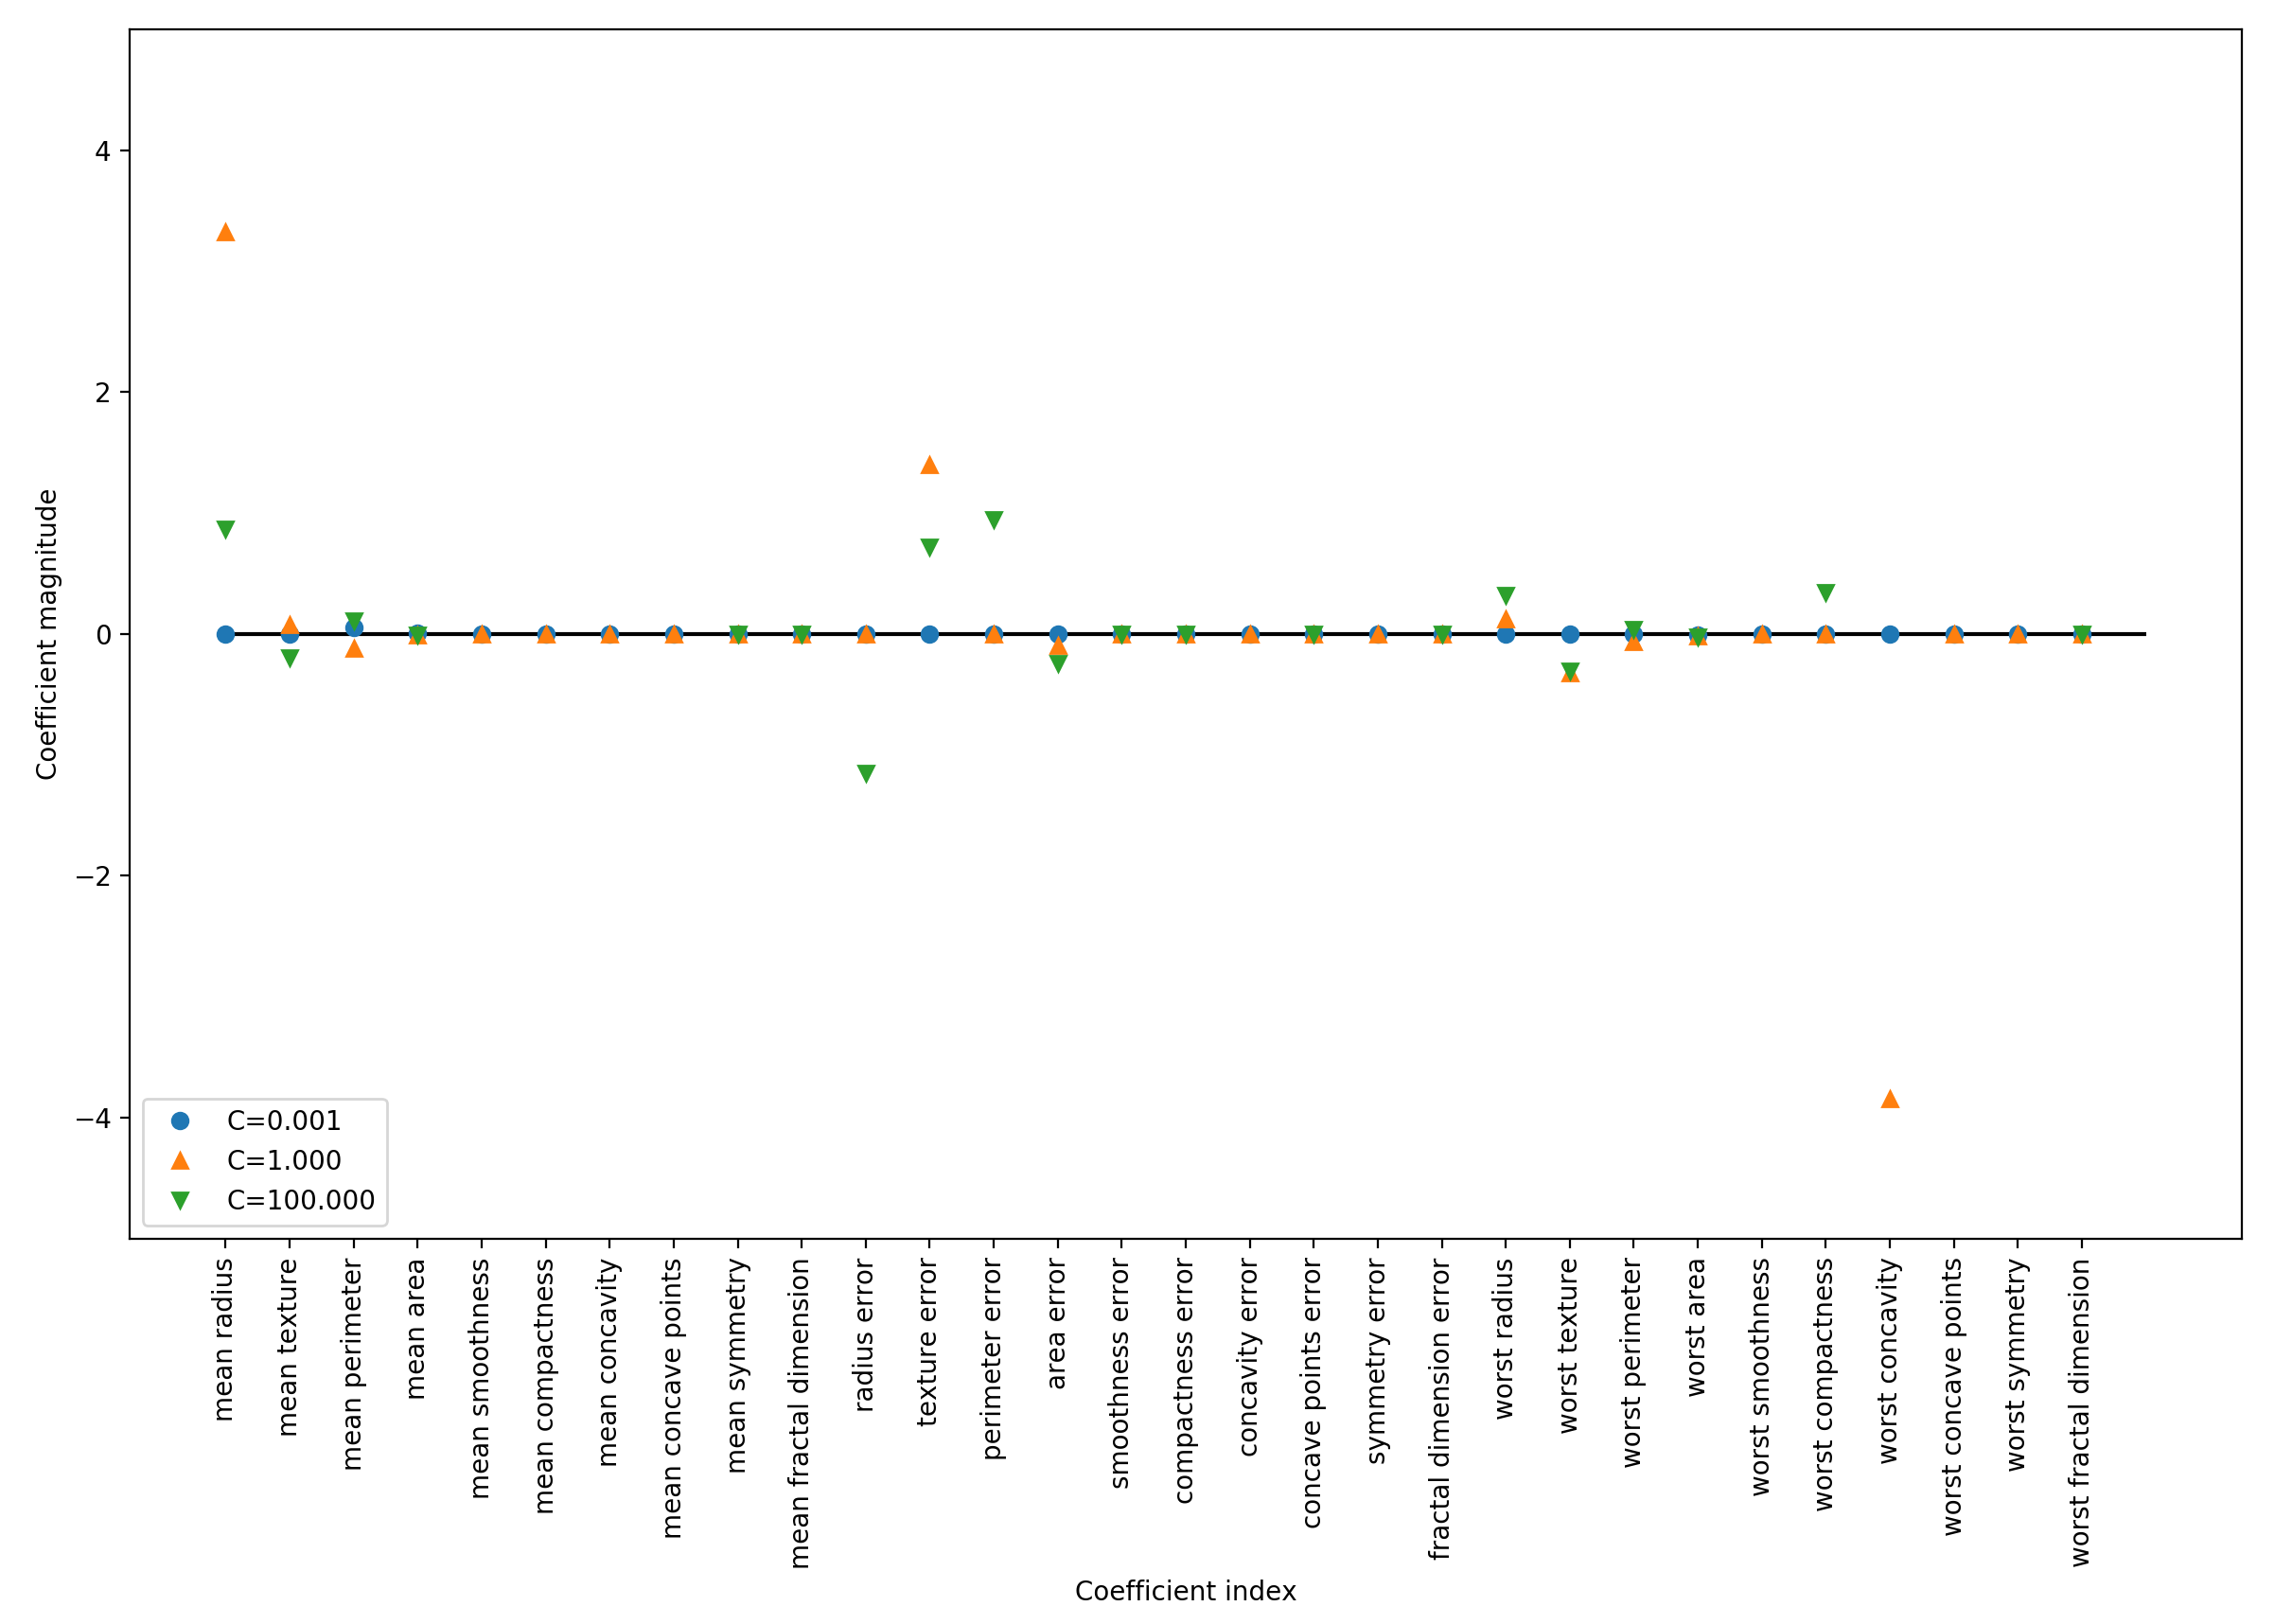 4
2
0
−2
−4
Coefficient magnitude
C=0.001
C=1.000
C=100.000
mean radius
mean texture
mean perimeter
mean area
mean smoothness
mean compactness
mean concavity
mean concave points
mean symmetry
mean fractal dimension
radius error
texture error
perimeter error
area error
smoothness error
compactness error
concavity error
concave points error
symmetry error
fractal dimension error
worst radius
worst texture
worst perimeter
worst area
worst smoothness
worst compactness
worst concavity
worst concave points
worst symmetry
worst fractal dimension
Coefficient index